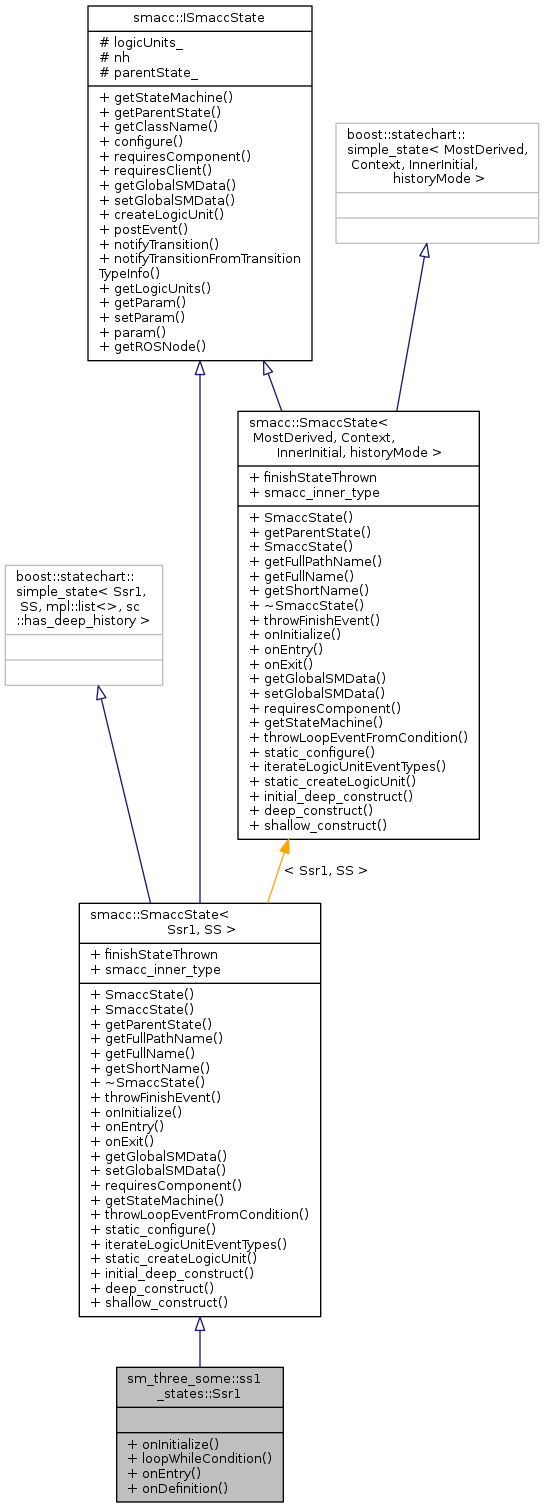 smacc::ISmaccState
# logicUnits_
# nh
# parentState_
+ getStateMachine()
+ getParentState()
+ getClassName()
+ configure()
+ requiresComponent()
+ requiresClient()
+ getGlobalSMData()
+ setGlobalSMData()
+ createLogicUnit()
+ postEvent()
+ notifyTransition()
+ notifyTransitionFromTransition
TypeInfo()
+ getLogicUnits()
+ getParam()
+ setParam()
+ param()
+ getROSNode()
boost::statechart::
simple_state< MostDerived,
Context, InnerInitial,
historyMode >
smacc::SmaccState<
MostDerived, Context,
InnerInitial, historyMode >
+ finishStateThrown
+ smacc_inner_type
+ SmaccState()
+ getParentState()
+ SmaccState()
+ getFullPathName()
+ getFullName()
+ getShortName()
+ ~SmaccState()
+ throwFinishEvent()
+ onInitialize()
+ onEntry()
+ onExit()
+ getGlobalSMData()
+ setGlobalSMData()
+ requiresComponent()
+ getStateMachine()
+ throwLoopEventFromCondition()
+ static_configure()
+ iterateLogicUnitEventTypes()
+ static_createLogicUnit()
+ initial_deep_construct()
+ deep_construct()
+ shallow_construct()
boost::statechart::
simple_state< Ssr1,
SS, mpl::list<>, sc
::has_deep_history >
< Ssr1, SS >
smacc::SmaccState<
Ssr1, SS >
+ finishStateThrown
+ smacc_inner_type
+ SmaccState()
+ SmaccState()
+ getParentState()
+ getFullPathName()
+ getFullName()
+ getShortName()
+ ~SmaccState()
+ throwFinishEvent()
+ onInitialize()
+ onEntry()
+ onExit()
+ getGlobalSMData()
+ setGlobalSMData()
+ requiresComponent()
+ getStateMachine()
+ throwLoopEventFromCondition()
+ static_configure()
+ iterateLogicUnitEventTypes()
+ static_createLogicUnit()
+ initial_deep_construct()
+ deep_construct()
+ shallow_construct()
sm_three_some::ss1
_states::Ssr1
+ onInitialize()
+ loopWhileCondition()
+ onEntry()
+ onDefinition()